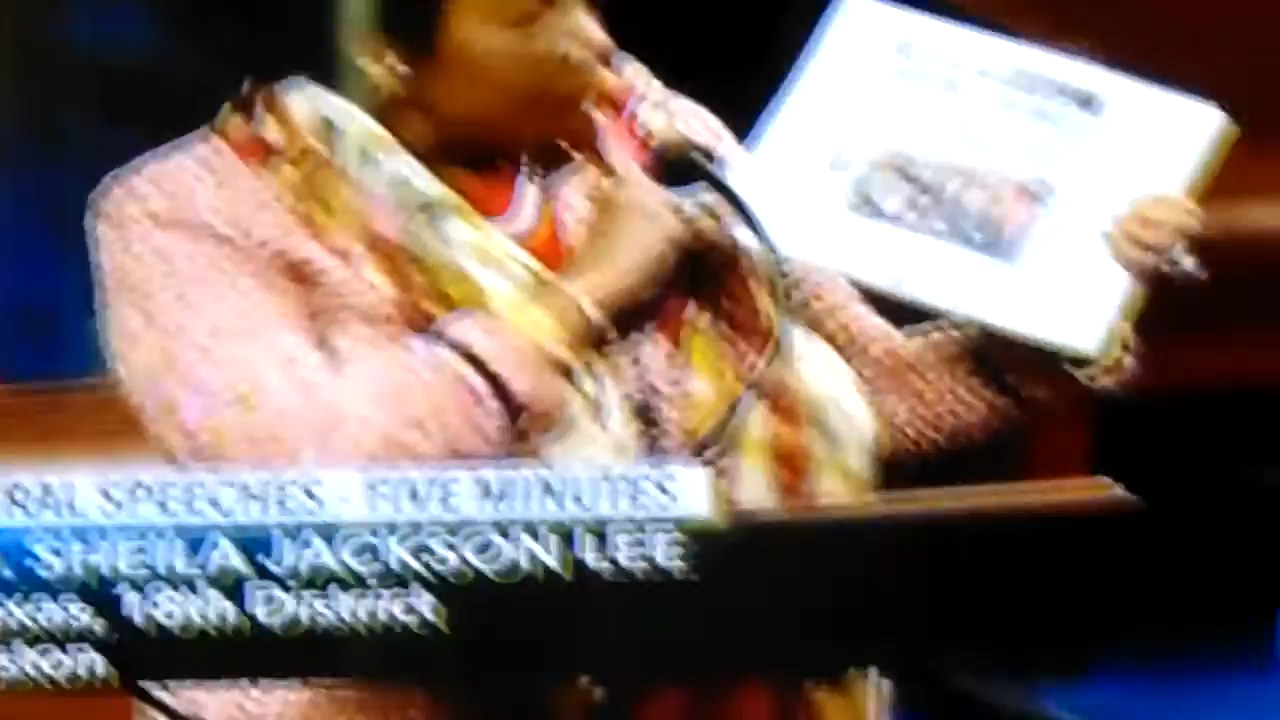 RAL SPEECHES - FIVE MINUTES
. SHEILA JACKSON LEE
xas, 18th District
ston